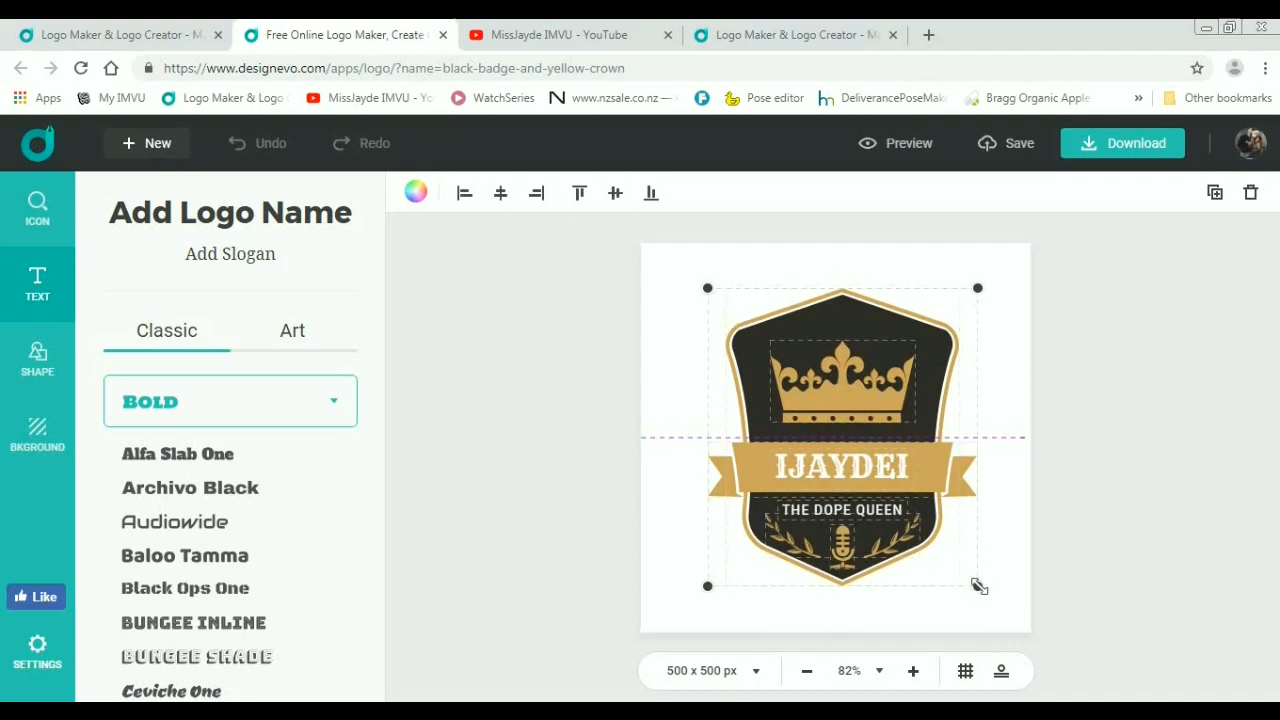 Logo Maker & Logo Creator - M
Free Online Logo Maker, Create
MissJayde IMVU - YouTube
Logo Maker & Logo Creator - M
https://www.designevo.com/apps/logo/?name=black-badge-and-yellow-crown
Apps
My IMVU
Logo Maker & Logo
MissJayde IMVU - Yo
WatchSeries
www.nzsale.co.nz —
Pose editor
DeliverancePoseMak
Bragg Organic Apple
»
Other bookmarks
+ New
Undo
Redo
Preview
Save
Download
ICON
TEXT
SHAPE
BKGROUND
Like
SETTINGS
Add Logo Name
Add Slogan
Classic
Art
BOLD
Alfa Slab One
Archivo Black
Audiowide
Baloo Tamma
Black Ops One
BUNGEE INLINE
BUNGEE SHADE
Ceviche One
IJAYDEI
THE DOPE QUEEN
500 x 500 px
82%